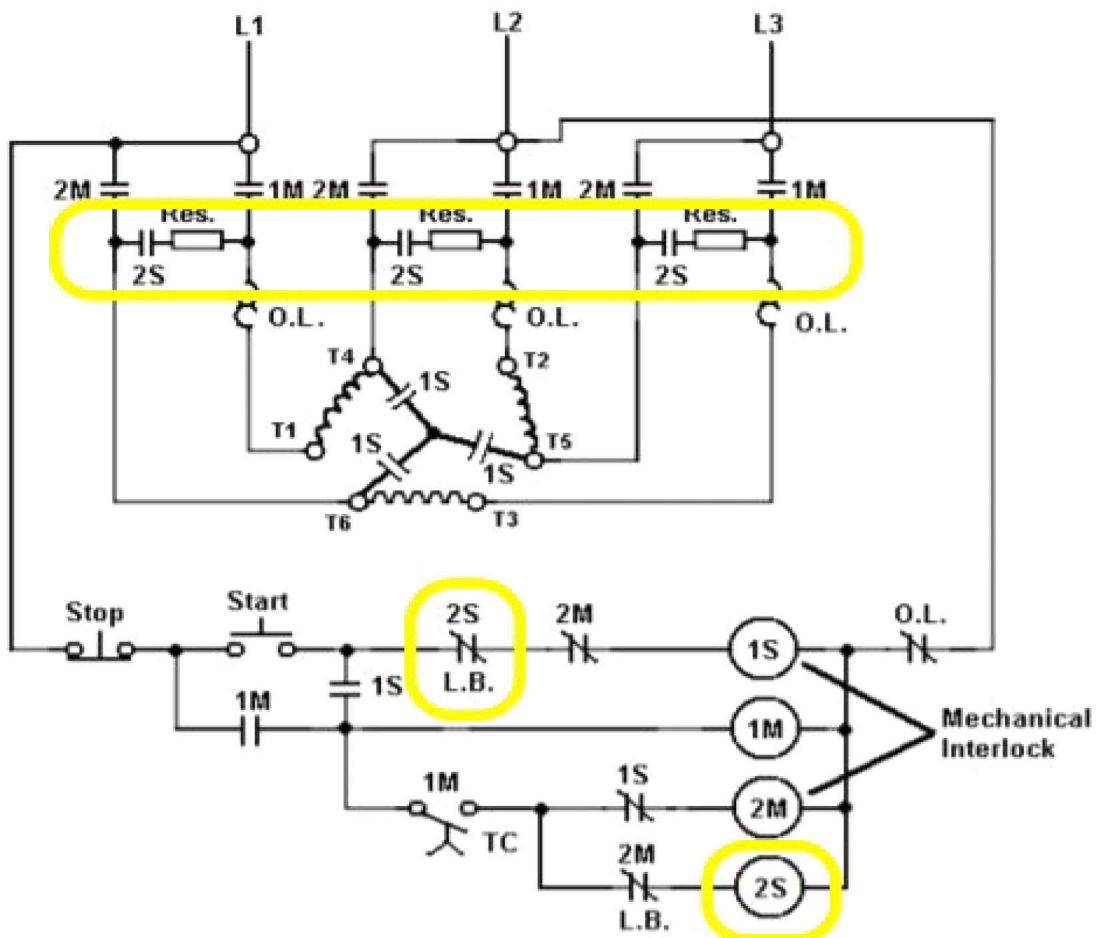 L1 L2 L3
2M 1M 2M 1M 2M 1M
Res. Res. Res.
2S 2S 2S
O.L. O.L. O.L.
T4 T2
1S
T1 1S 1S T5
T6 T3
Stop Start 2S 2M 1S O.L.
L.B.
1S
1M 1M Mechanical
Interlock
1M 1S 2M
TC
2M 2S
L.B.